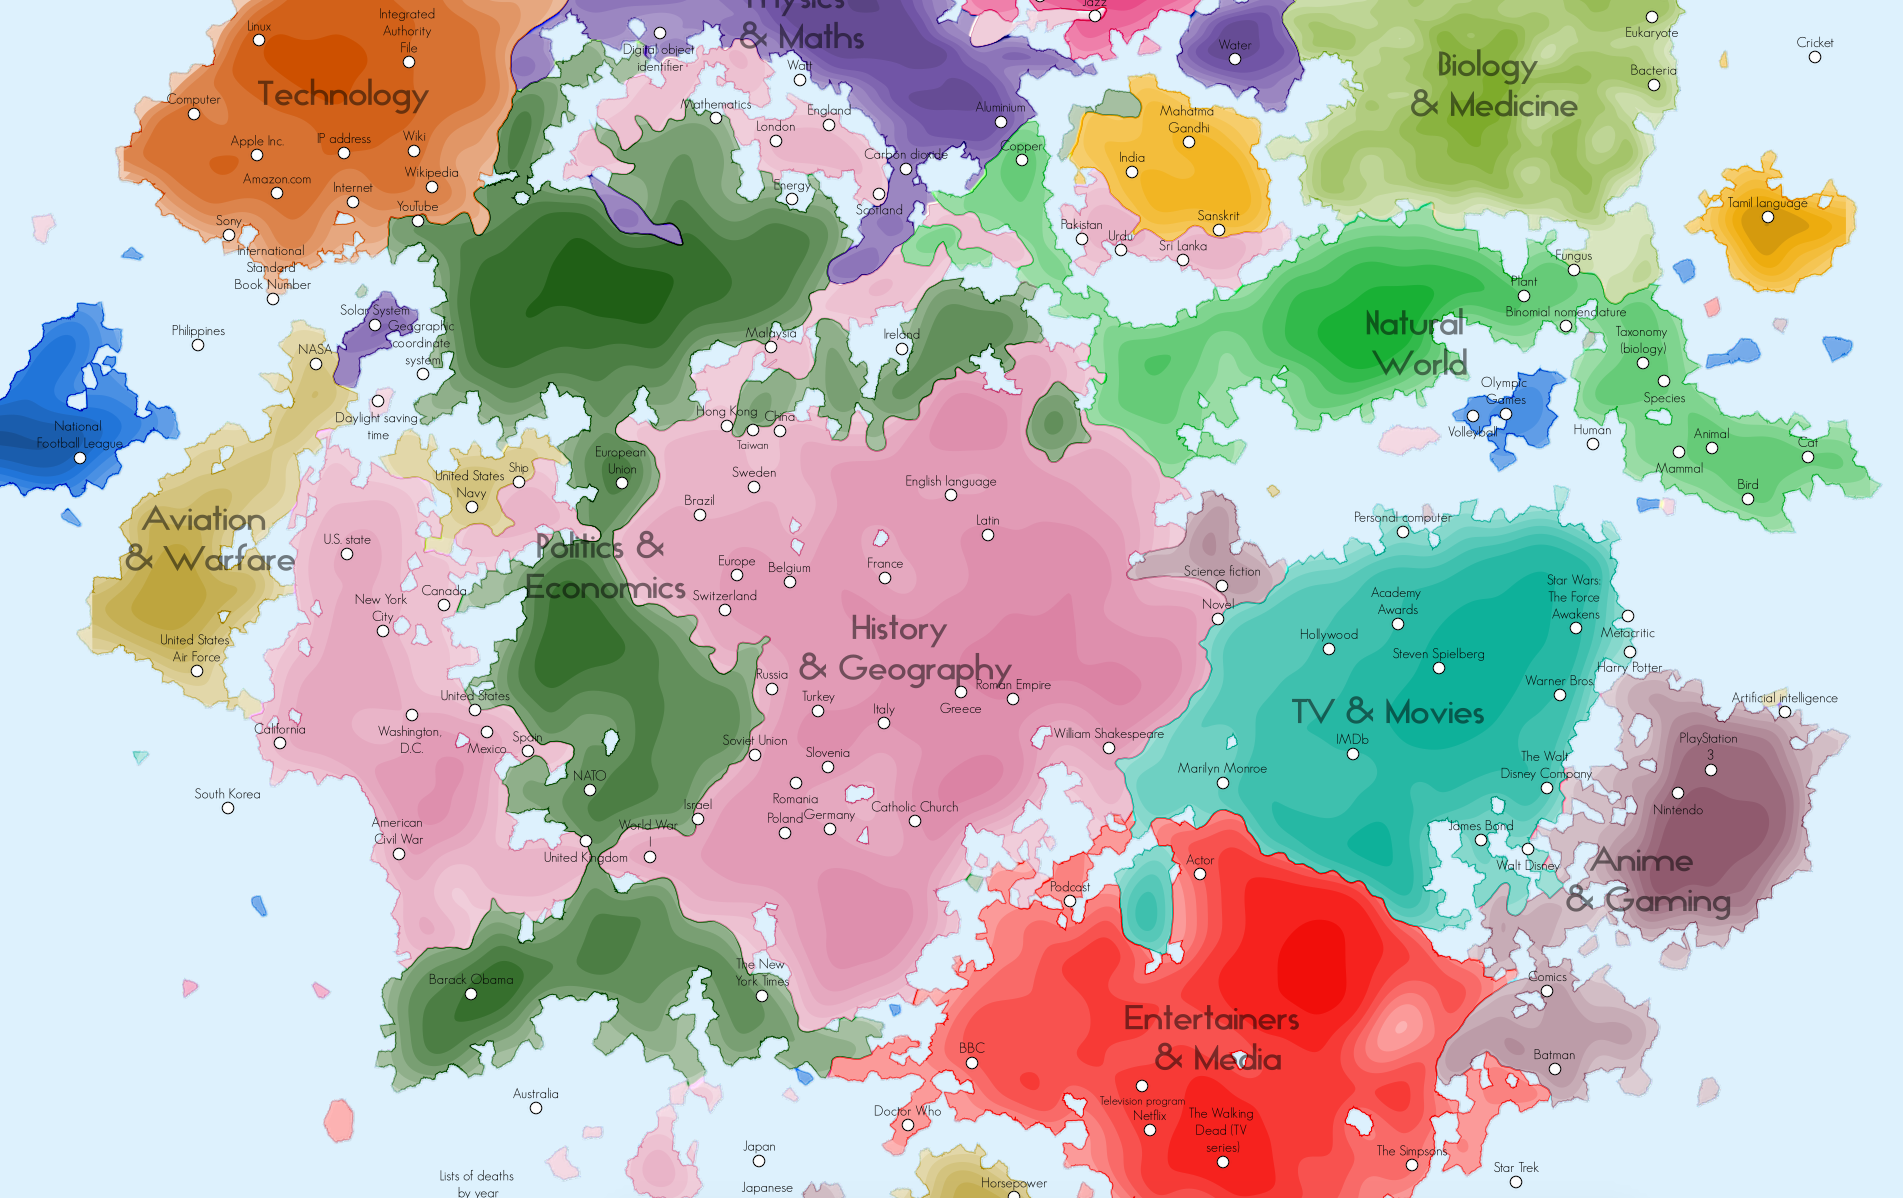 Linux
Integrated
Authority
File
Technology
Computer
Apple Inc.
IP address
Wiki
Amazon.com
Internet
Wikipedia
YouTube
Sony
International
Standard
Book Number
Digital object
identifier
Physics
& Maths
Watt
Jazz
Water
Mathematics
London
England
Aluminium
Carbon dioxide
Energy
Scotland
Copper
Mahatma
Gandhi
India
Pakistan
Urdu
Sanskrit
Sri Lanka
Biology
& Medicine
Eukaryote
Bacteria
Cricket
Tamil language
Fungus
Plant
Binomial nomenclature
Natural
World
Taxonomy
(biology)
Species
Olympic
Games
Volleyball
Human
Animal
Mammal
Cat
Bird
Philippines
Solar System
Geographic
coordinate
system
NASA
Daylight saving
time
National
Football League
Malaysia
Ireland
Hong Kong
China
Taiwan
European
Union
United States
Navy
Ship
Aviation
& Warfare
U.S. state
New York
City
Canada
United States
Air Force
Politics &
Economics
Sweden
Brazil
English language
Latin
Europe
Belgium
France
Switzerland
History
& Geography
Russia
Turkey
Italy
Greece
Roman Empire
Science fiction
Novel
William Shakespeare
Personal computer
Academy
Awards
Hollywood
Steven Spielberg
Star Wars:
The Force
Awakens
Metacritic
Harry Potter
Warner Bros.
TV & Movies
IMDb
Marilyn Monroe
The Walt
Disney Company
Artificial intelligence
PlayStation
3
Nintendo
James Bond
Walt Disney
Anime
& Gaming
California
Washington,
D.C.
United States
Mexico
Spain
South Korea
American
Civil War
NATO
United Kingdom
World War
I
Israel
Soviet Union
Slovenia
Romania
Poland
Germany
Catholic Church
Actor
Podcast
Barack Obama
The New
York Times
Comics
Batman
Entertainers
& Media
BBC
Doctor Who
Television program
Netflix
The Walking
Dead (TV
series)
The Simpsons
Star Trek
Australia
Japan
Japanese
Lists of deaths
by year
Horsepower